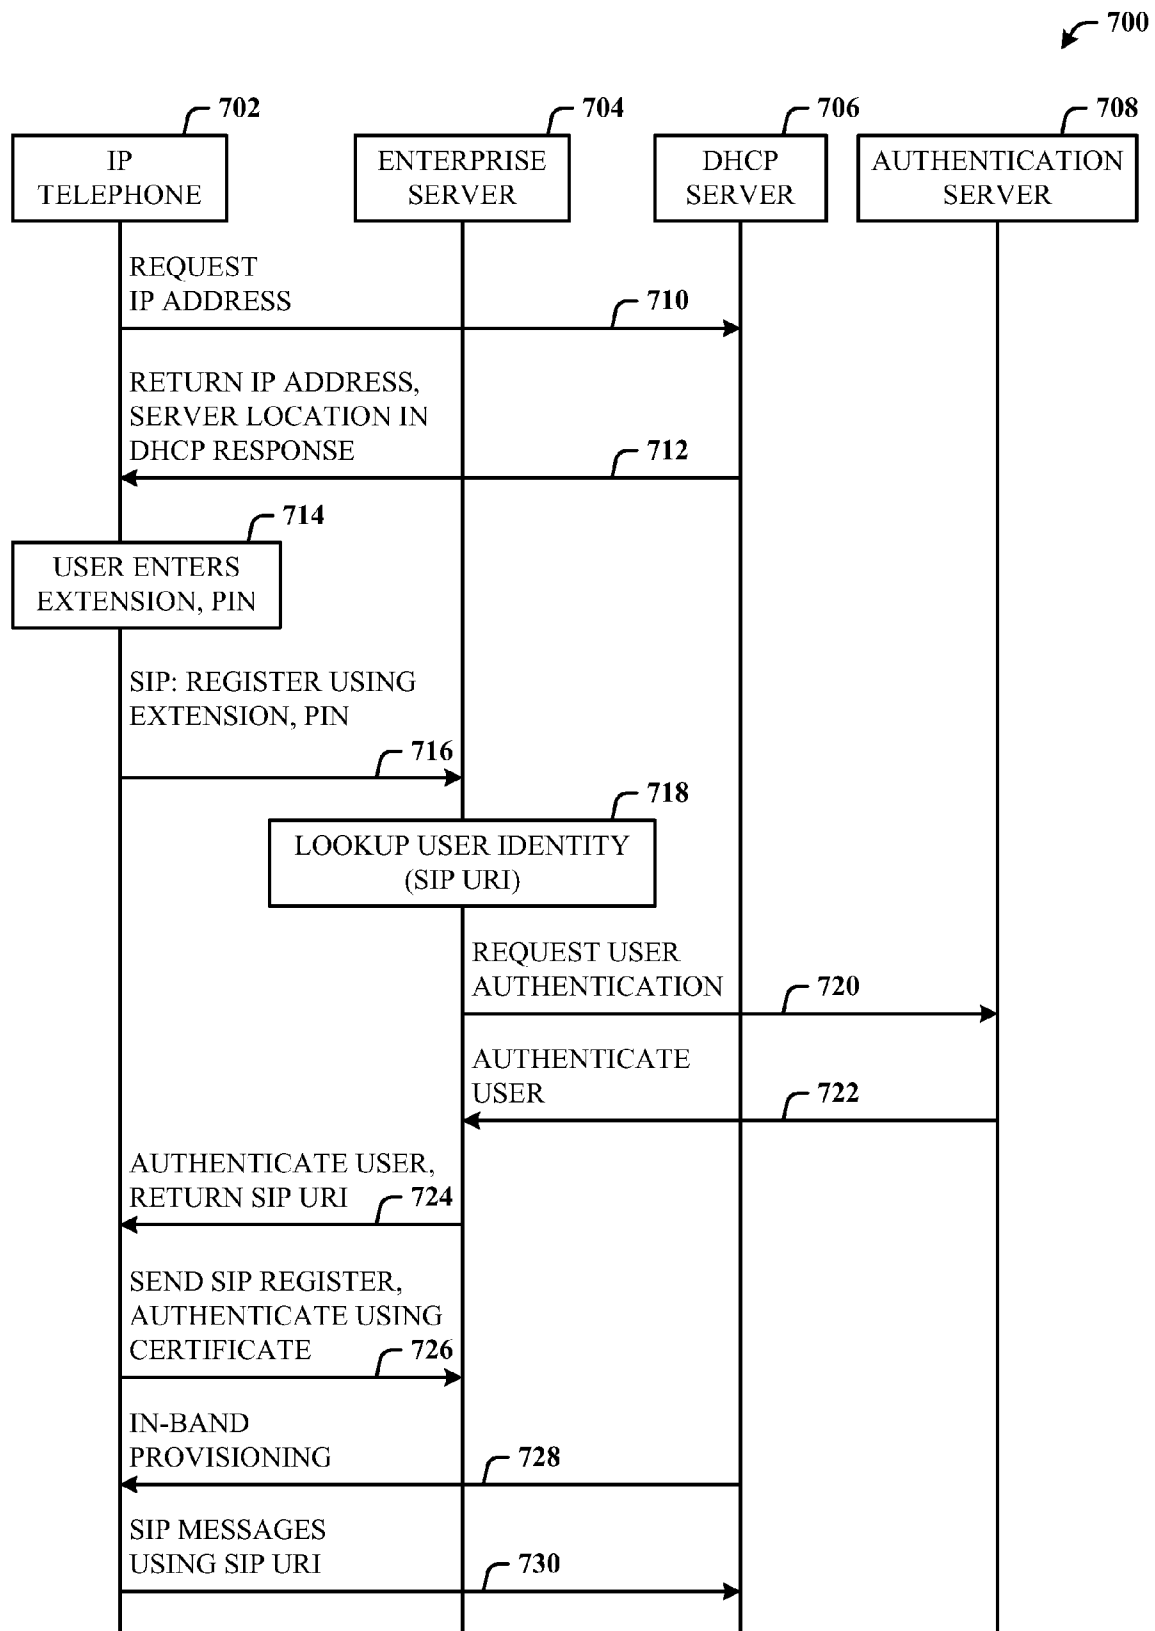 700
702
704
706
708
IP
TELEPHONE
ENTERPRISE
SERVER
DHCP
SERVER
AUTHENTICATION
SERVER
REQUEST
IP ADDRESS
710
RETURN IP ADDRESS,
SERVER LOCATION IN
DHCP RESPONSE
712
714
USER ENTERS
EXTENSION, PIN
SIP: REGISTER USING
EXTENSION, PIN
716
718
LOOKUP USER IDENTITY
(SIP URI)
REQUEST USER
AUTHENTICATION
720
AUTHENTICATE
USER
722
AUTHENTICATE USER,
RETURN SIP URI
724
SEND SIP REGISTER,
AUTHENTICATE USING
CERTIFICATE
726
IN-BAND
PROVISIONING
728
SIP MESSAGES
USING SIP URI
730